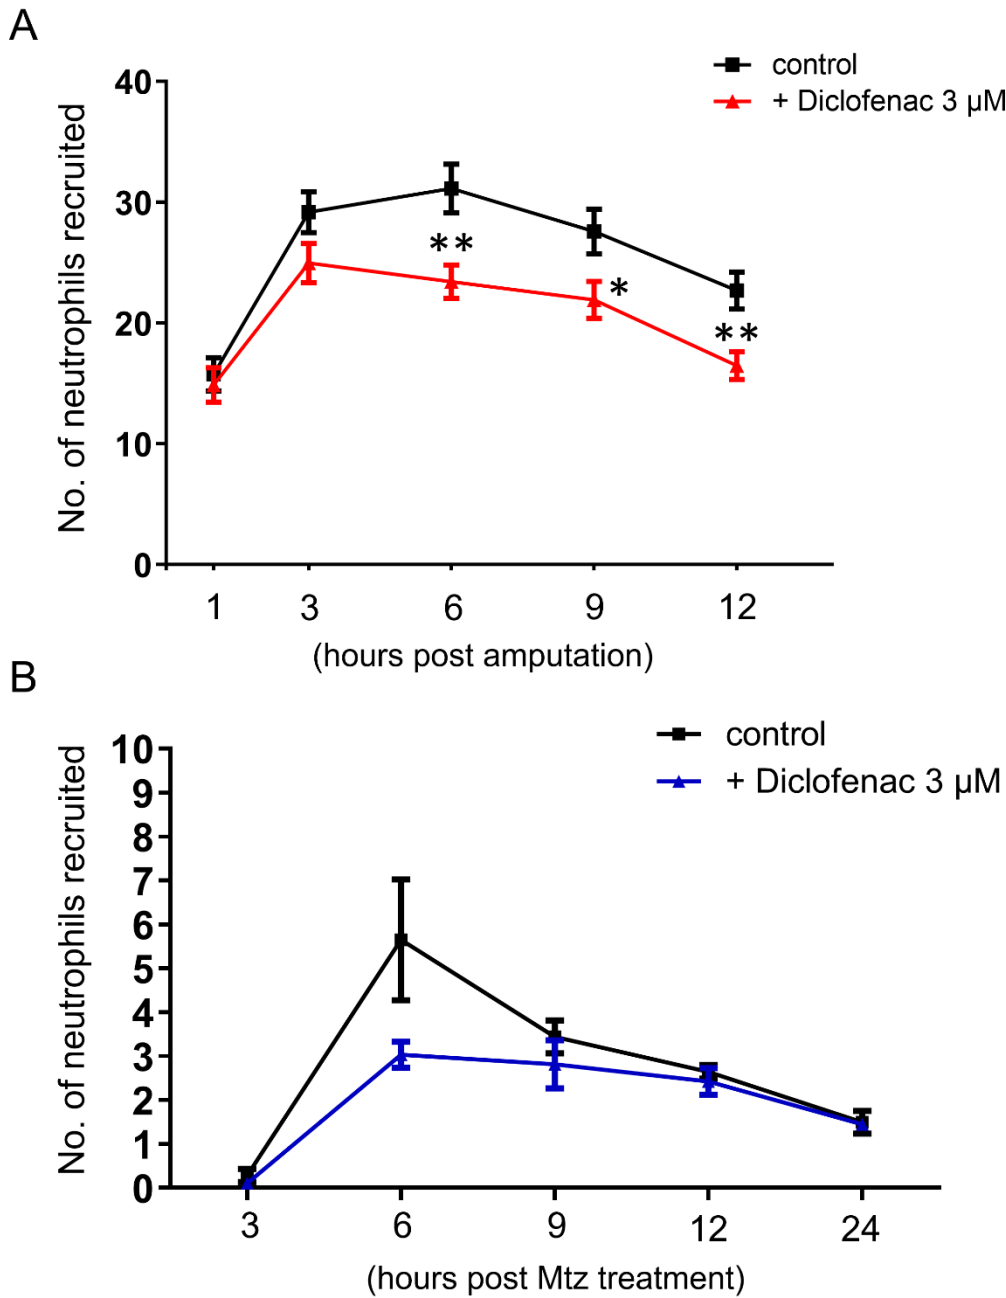 A
control
+ Diclofenac 3 µM
No. of neutrophils recruited
40
30
20
10
0
**
*
**
1 3 6 9 12
(hours post amputation)
B
control
+ Diclofenac 3 µM
No. of neutrophils recruited
10
9
8
7
6
5
4
3
2
1
0
3 6 9 12 24
(hours post Mtz treatment)